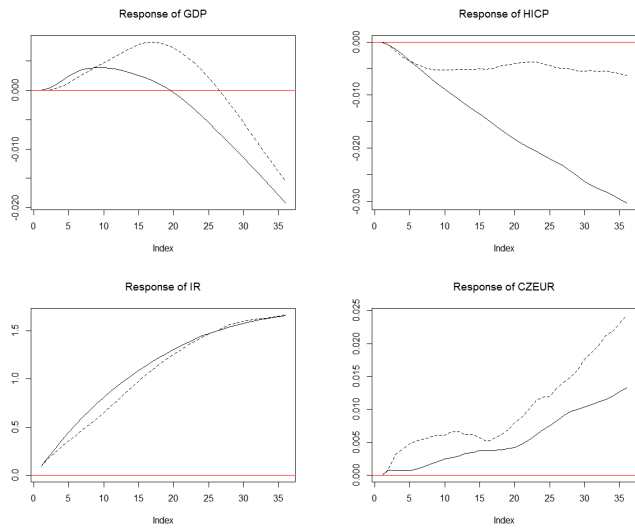 Response of GDP
0.000
-0.010
-0.020
0 5 10 15 20 25 30 35
Index
Response of HICP
0.000
-0.010
-0.020
-0.030
0 5 10 15 20 25 30 35
Index
Response of IR
1.5
1.0
0.5
0.0
0 5 10 15 20 25 30 35
Index
Response of CZEUR
0.025
0.020
0.015
0.010
0.005
0.000
0 5 10 15 20 25 30 35
Index